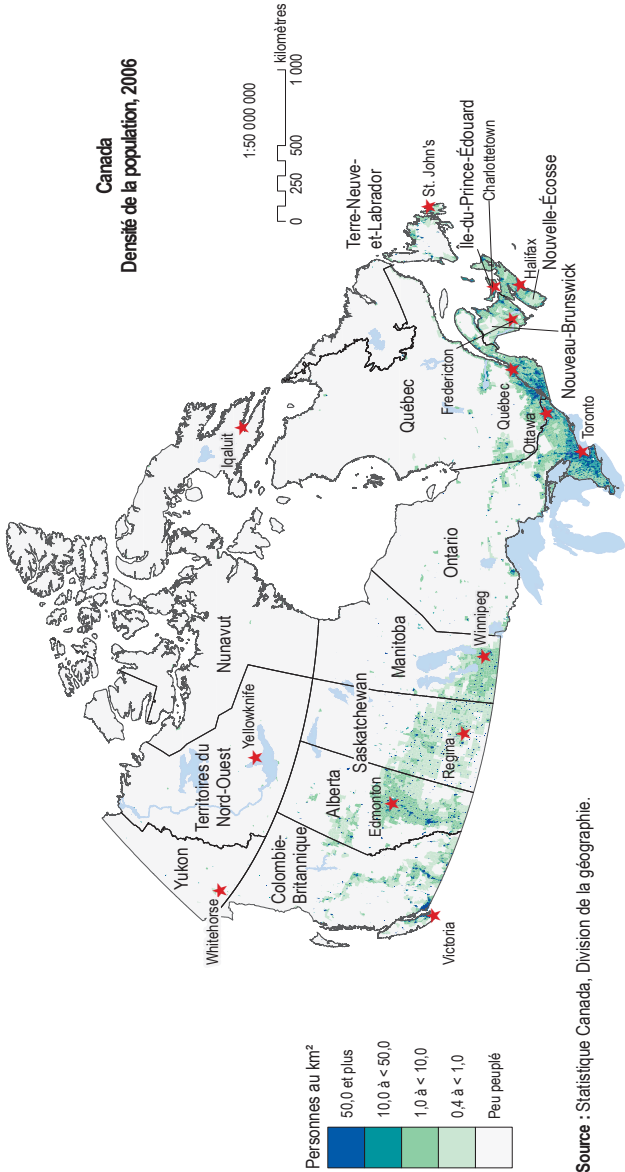 Canada
Densité de la population, 2006
1:50 000 000
0 250 500 1 000 kilomètres
Yukon
Whitehorse
Territoires du
Nord-Ouest
Yellowknife
Nunavut
Iqaluit
Colombie-
Britannique
Victoria
Alberta
Edmonton
Saskatchewan
Regina
Manitoba
Winnipeg
Ontario
Toronto
Ottawa
Québec
Québec
Terre-Neuve-
et-Labrador
St. John's
Île-du-Prince-Édouard
Charlottetown
Halifax
Nouvelle-Écosse
Fredericton
Nouveau-Brunswick
Personnes au km²
50,0 et plus
10,0 à < 50,0
1,0 à < 10,0
0,4 à < 1,0
Peu peuplé
Source : Statistique Canada, Division de la géographie.